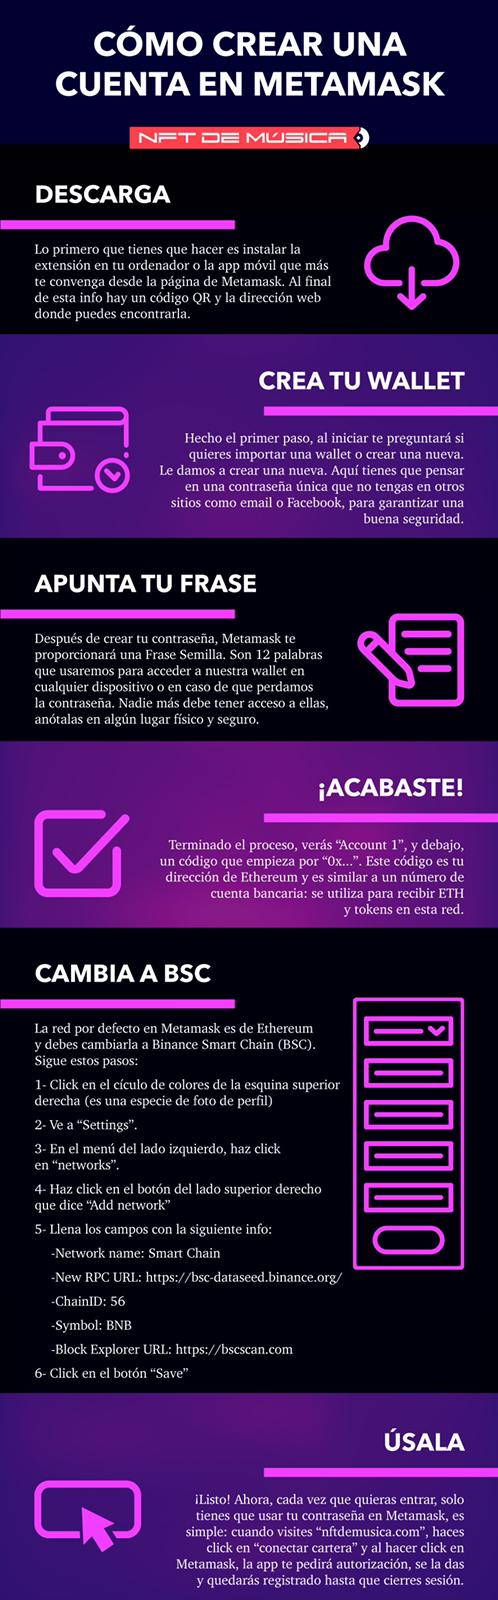 CÓMO CREAR UNA
CUENTA EN METAMASK
NFT DE MÚSICA
DESCARGA
Lo primero que tienes que hacer es instalar la
extensión en tu ordenador o la app móvil que más
te convenga desde la página de Metamask. Al final
de esta info hay un código QR y la dirección web
donde puedes encontrarla.
CREA TU WALLET
Hecho el primer paso, al iniciar te preguntará si
quieres importar una wallet o crear una nueva.
Le damos a crear una nueva. Aquí tienes que pensar
en una contraseña única que no tengas en otros
sitios como email o Facebook, para garantizar una
buena seguridad.
APUNTA TU FRASE
Después de crear tu contraseña, Metamask te
proporcionará una Frase Semilla. Son 12 palabras
que usaremos para acceder a nuestra wallet en
cualquier dispositivo o en caso de que perdamos
la contraseña. Nadie más debe tener acceso a ellas,
anótalas en algún lugar físico y seguro.
¡ACABASTE!
Terminado el proceso, verás “Account 1”, y debajo,
un código que empieza por “0x...”. Este código es tu
dirección de Ethereum y es similar a un número de
cuenta bancaria: se utiliza para recibir ETH
y tokens en esta red.
CAMBIA A BSC
La red por defecto en Metamask es de Ethereum
y debes cambiarla a Binance Smart Chain (BSC).
Sigue estos pasos:
1- Click en el cículo de colores de la esquina superior
derecha (es una especie de foto de perfil)
2- Ve a “Settings”.
3- En el menú del lado izquierdo, haz click
en “networks”.
4- Haz click en el botón del lado superior derecho
que dice “Add network”
5- Llena los campos con la siguiente info:
-Network name: Smart Chain
-New RPC URL: https://bsc-dataseed.binance.org/
-ChainID: 56
-Symbol: BNB
-Block Explorer URL: https://bscscan.com
6- Click en el botón “Save”
ÚSALA
¡Listo! Ahora, cada vez que quieras entrar, solo
tienes que usar tu contraseña en Metamask, es
simple: cuando visites “nftdemusica.com”, haces
click en “conectar cartera” y al hacer click en
Metamask, la app te pedirá autorización, se la das
y quedarás registrado hasta que cierres sesión.